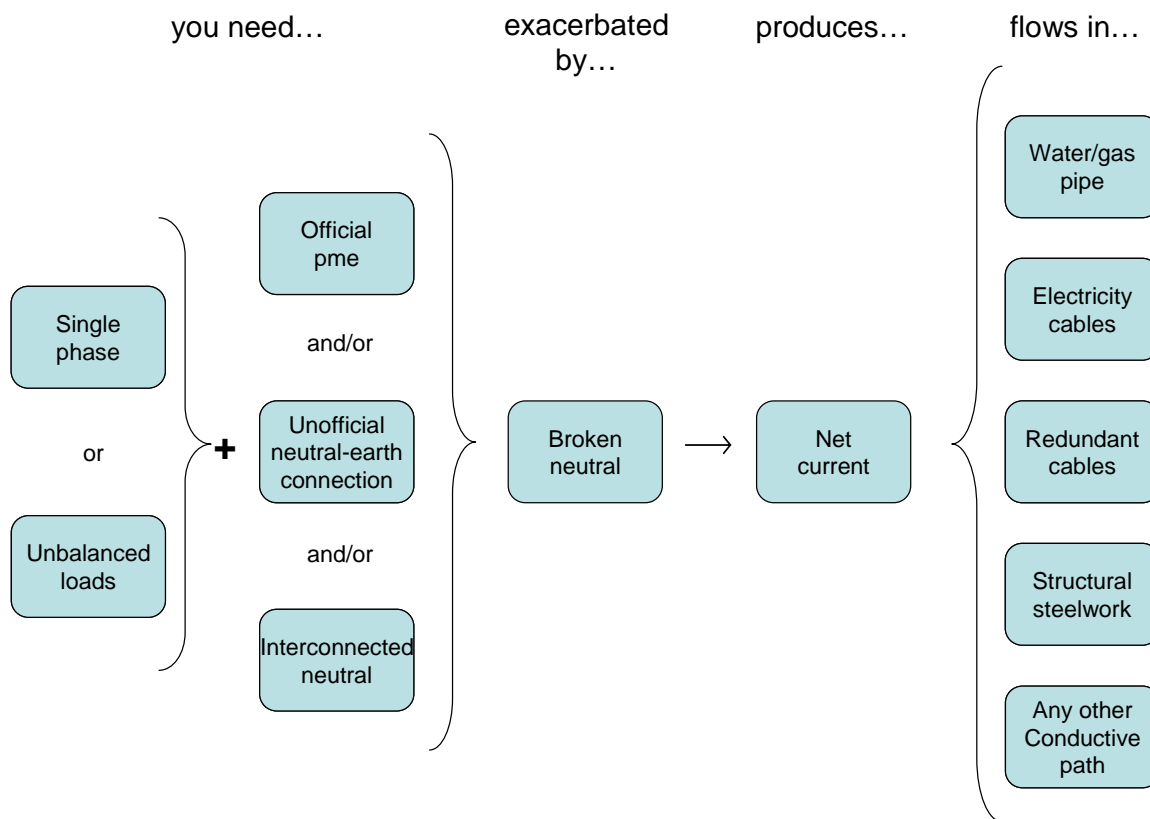 you need…
exacerbated
by…
produces…
flows in…
Single
phase
or
Unbalanced
loads
+
Official
pme
and/or
Unofficial
neutral-earth
connection
and/or
Interconnected
neutral
Broken
neutral
Net
current
Water/gas
pipe
Electricity
cables
Redundant
cables
Structural
steelwork
Any other
Conductive
path